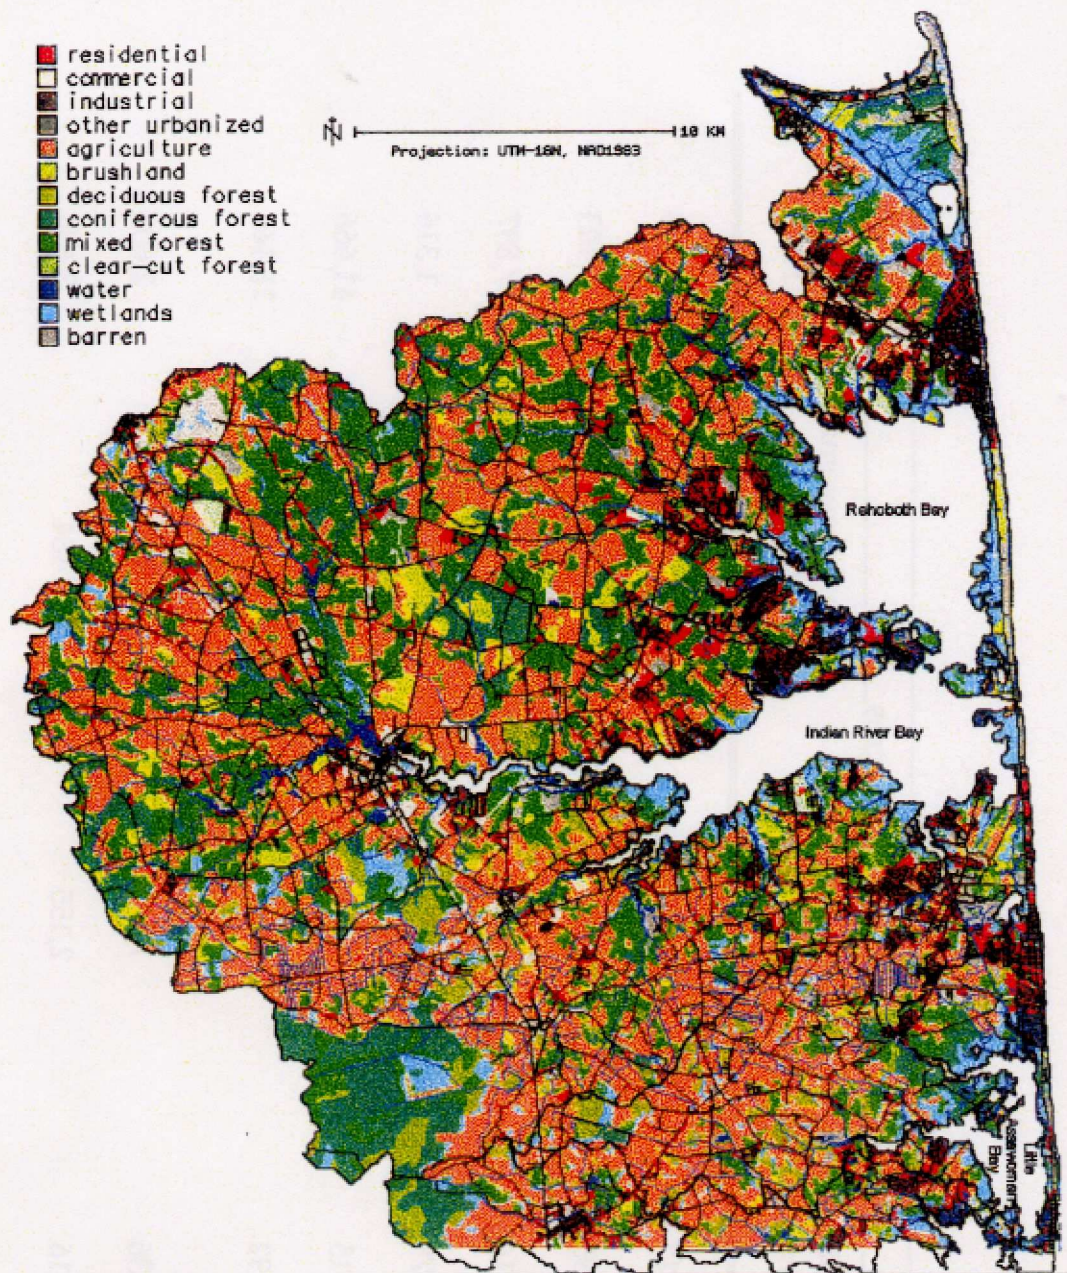 residential
commercial
industrial
other urbanized
agriculture
brushland
deciduous forest
coniferous forest
mixed forest
clear-cut forest
water
wetlands
barren
N
10 KM
Projection: UTM-18N, NAD1983
Rehoboth Bay
Indian River Bay
Little
Assawoman
Bay